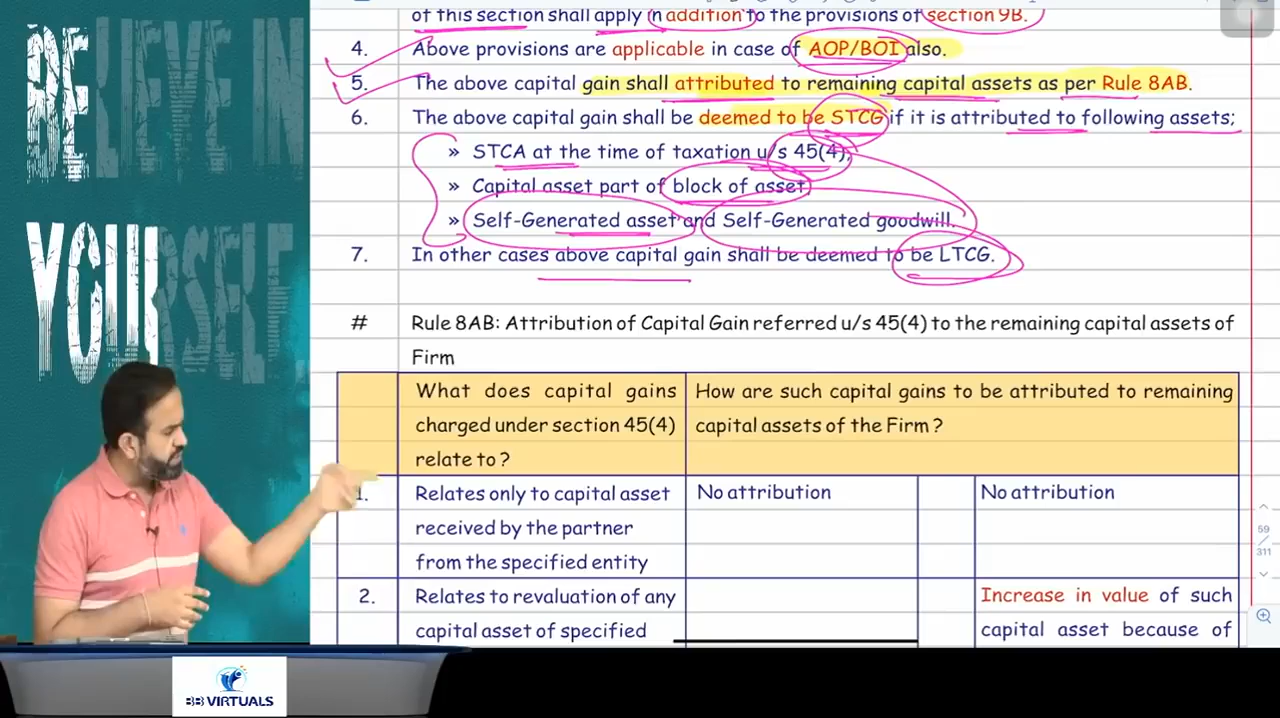 BELIEVE IN
YOURSELF
of this section shall apply in addition to the provisions of section 9B.
4. Above provisions are applicable in case of AOP/BOI also.
5. The above capital gain shall attributed to remaining capital assets as per Rule 8AB.
6. The above capital gain shall be deemed to be STCG if it is attributed to following assets;
» STCA at the time of taxation u/s 45(4),
» Capital asset part of block of asset,
» Self-Generated asset and Self-Generated goodwill.
7. In other cases above capital gain shall be deemed to be LTCG.
# Rule 8AB: Attribution of Capital Gain referred u/s 45(4) to the remaining capital assets of
Firm
What does capital gains
charged under section 45(4)
relate to ?
How are such capital gains to be attributed to remaining
capital assets of the Firm ?
1. Relates only to capital asset
received by the partner
from the specified entity
No attribution
No attribution
2. Relates to revaluation of any
capital asset of specified
Increase in value of such
capital asset because of
59
/
311
BB VIRTUALS